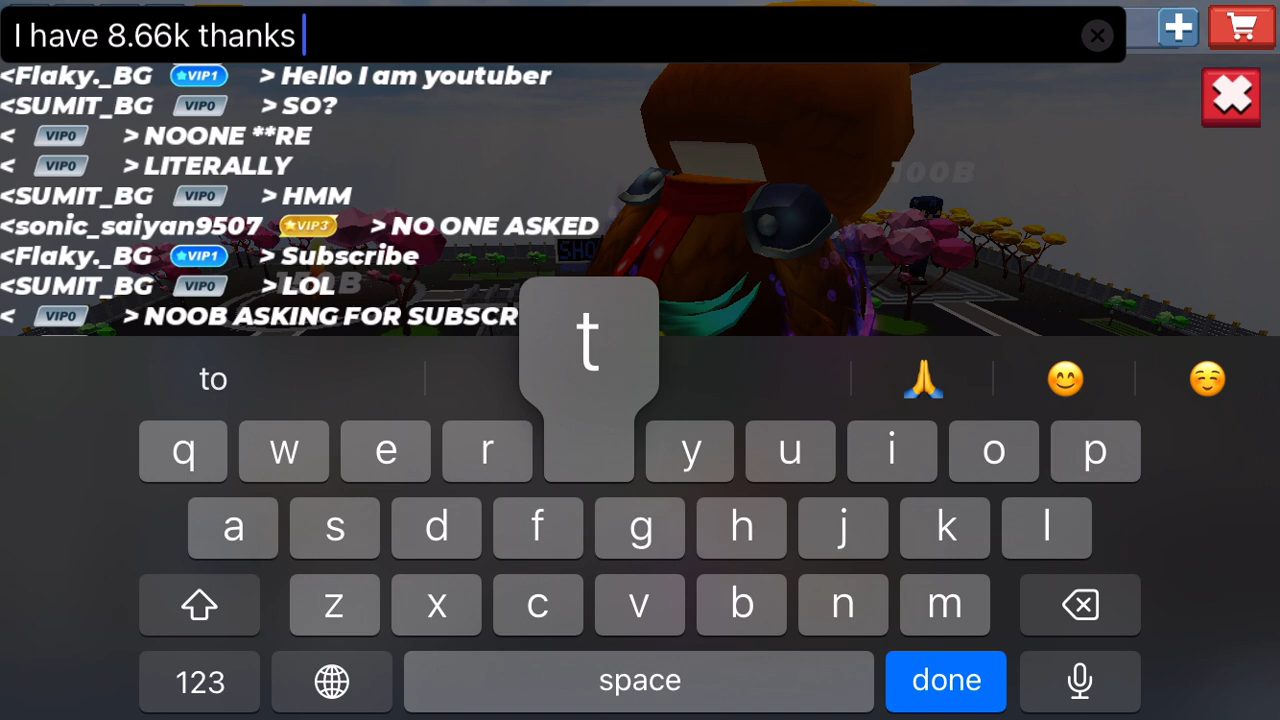 I have 8.66k thanks
<Flaky._BG VIP1 > Hello I am youtuber
<SUMIT_BG VIP0 > SO?
< VIP0 > NOONE **RE
< VIP0 > LITERALLY
100B
<SUMIT_BG VIP0 > HMM
<sonic_saiyan9507 VIP3 > NO ONE ASKED
<Flaky._BG VIP1 > Subscribe
<SUMIT_BG VIP0 > LOL
< VIP0 > NOOB ASKING FOR SUBSCR
t
to
q w e r y u i o p
a s d f g h j k l
z x c v b n m
123 space done